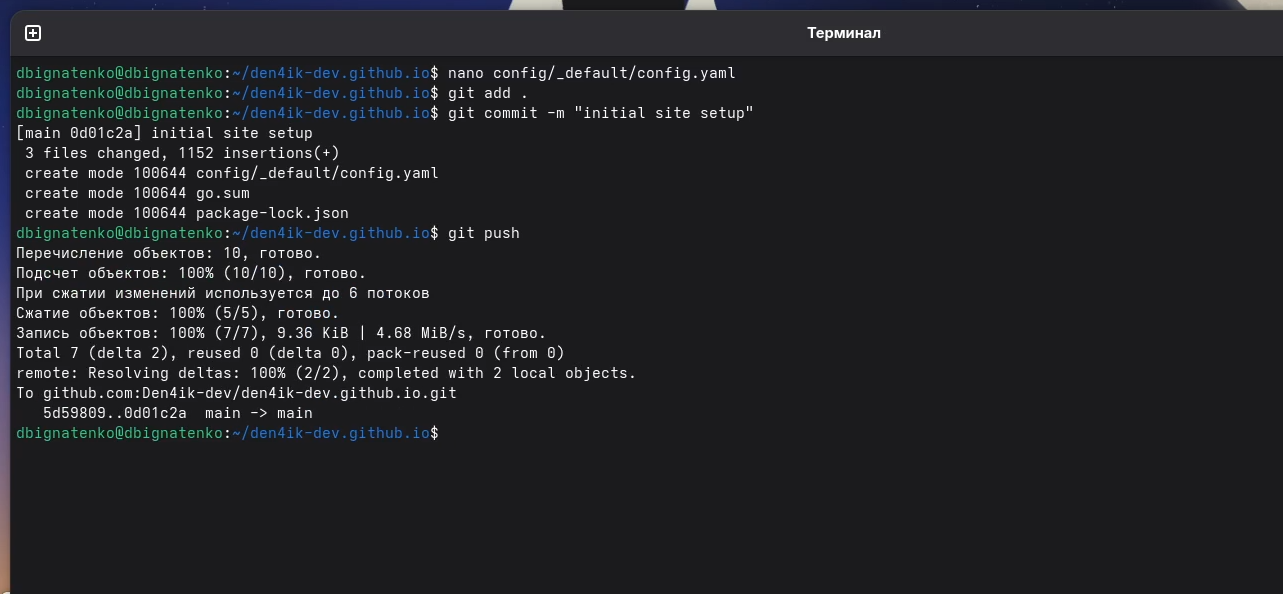 Терминал
dbignatenko@dbignatenko:~/den4ik-dev.github.io$ nano config/_default/config.yaml
dbignatenko@dbignatenko:~/den4ik-dev.github.io$ git add .
dbignatenko@dbignatenko:~/den4ik-dev.github.io$ git commit -m "initial site setup"
[main 0d01c2a] initial site setup
 3 files changed, 1152 insertions(+)
 create mode 100644 config/_default/config.yaml
 create mode 100644 go.sum
 create mode 100644 package-lock.json
dbignatenko@dbignatenko:~/den4ik-dev.github.io$ git push
Перечисление объектов: 10, готово.
Подсчет объектов: 100% (10/10), готово.
При сжатии изменений используется до 6 потоков
Сжатие объектов: 100% (5/5), готово.
Запись объектов: 100% (7/7), 9.36 KiB | 4.68 MiB/s, готово.
Total 7 (delta 2), reused 0 (delta 0), pack-reused 0 (from 0)
remote: Resolving deltas: 100% (2/2), completed with 2 local objects.
To github.com:Den4ik-dev/den4ik-dev.github.io.git
   5d59809..0d01c2a  main -> main
dbignatenko@dbignatenko:~/den4ik-dev.github.io$